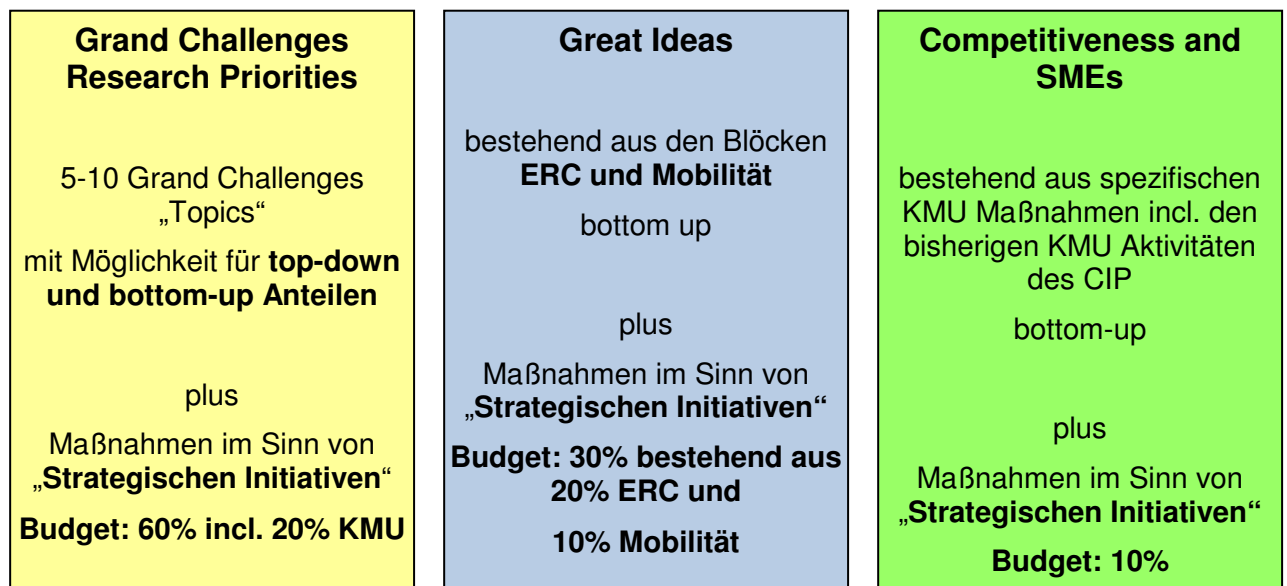 Grand Challenges
Research Priorities
5-10 Grand Challenges
„Topics“
mit Möglichkeit für top-down
und bottom-up Anteilen
plus
Maßnahmen im Sinn von
„Strategischen Initiativen“
Budget: 60% incl. 20% KMU
Great Ideas
bestehend aus den Blöcken
ERC und Mobilität
bottom up
plus
Maßnahmen im Sinn von
„Strategischen Initiativen“
Budget: 30% bestehend aus
20% ERC und
10% Mobilität
Competitiveness and
SMEs
bestehend aus spezifischen
KMU Maßnahmen incl. den
bisherigen KMU Aktivitäten
des CIP
bottom-up
plus
Maßnahmen im Sinn von
„Strategischen Initiativen“
Budget: 10%